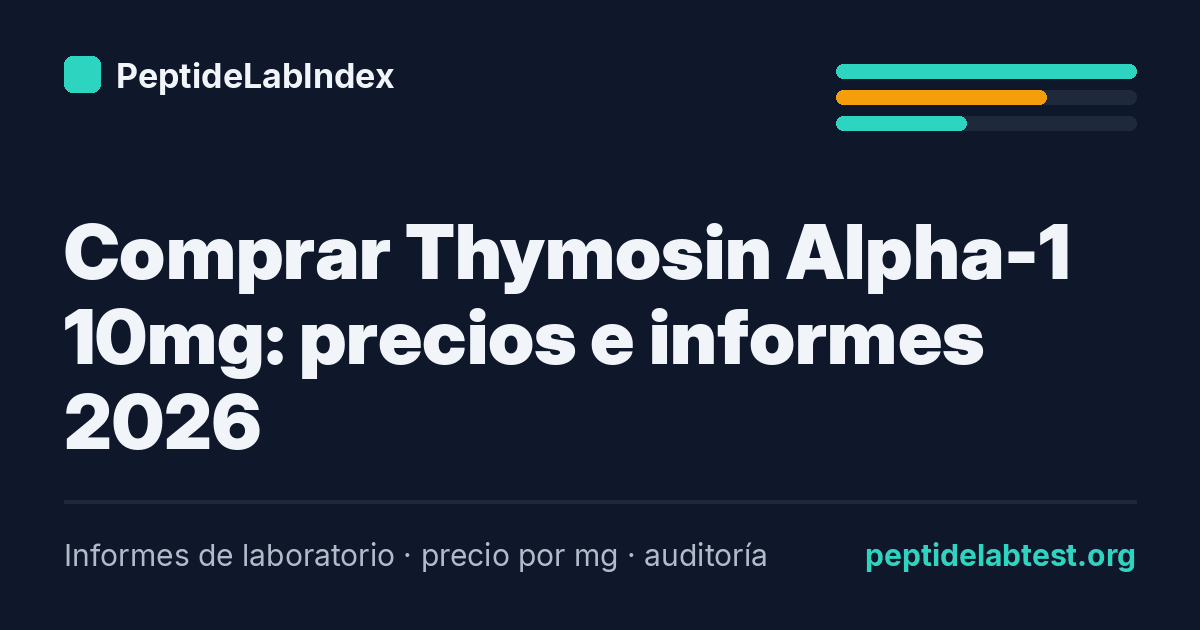 PeptideLabIndex
Comprar Thymosin Alpha-1
10mg: precios e informes
2026
Informes de laboratorio · precio por mg · auditoría
peptidelabtest.org